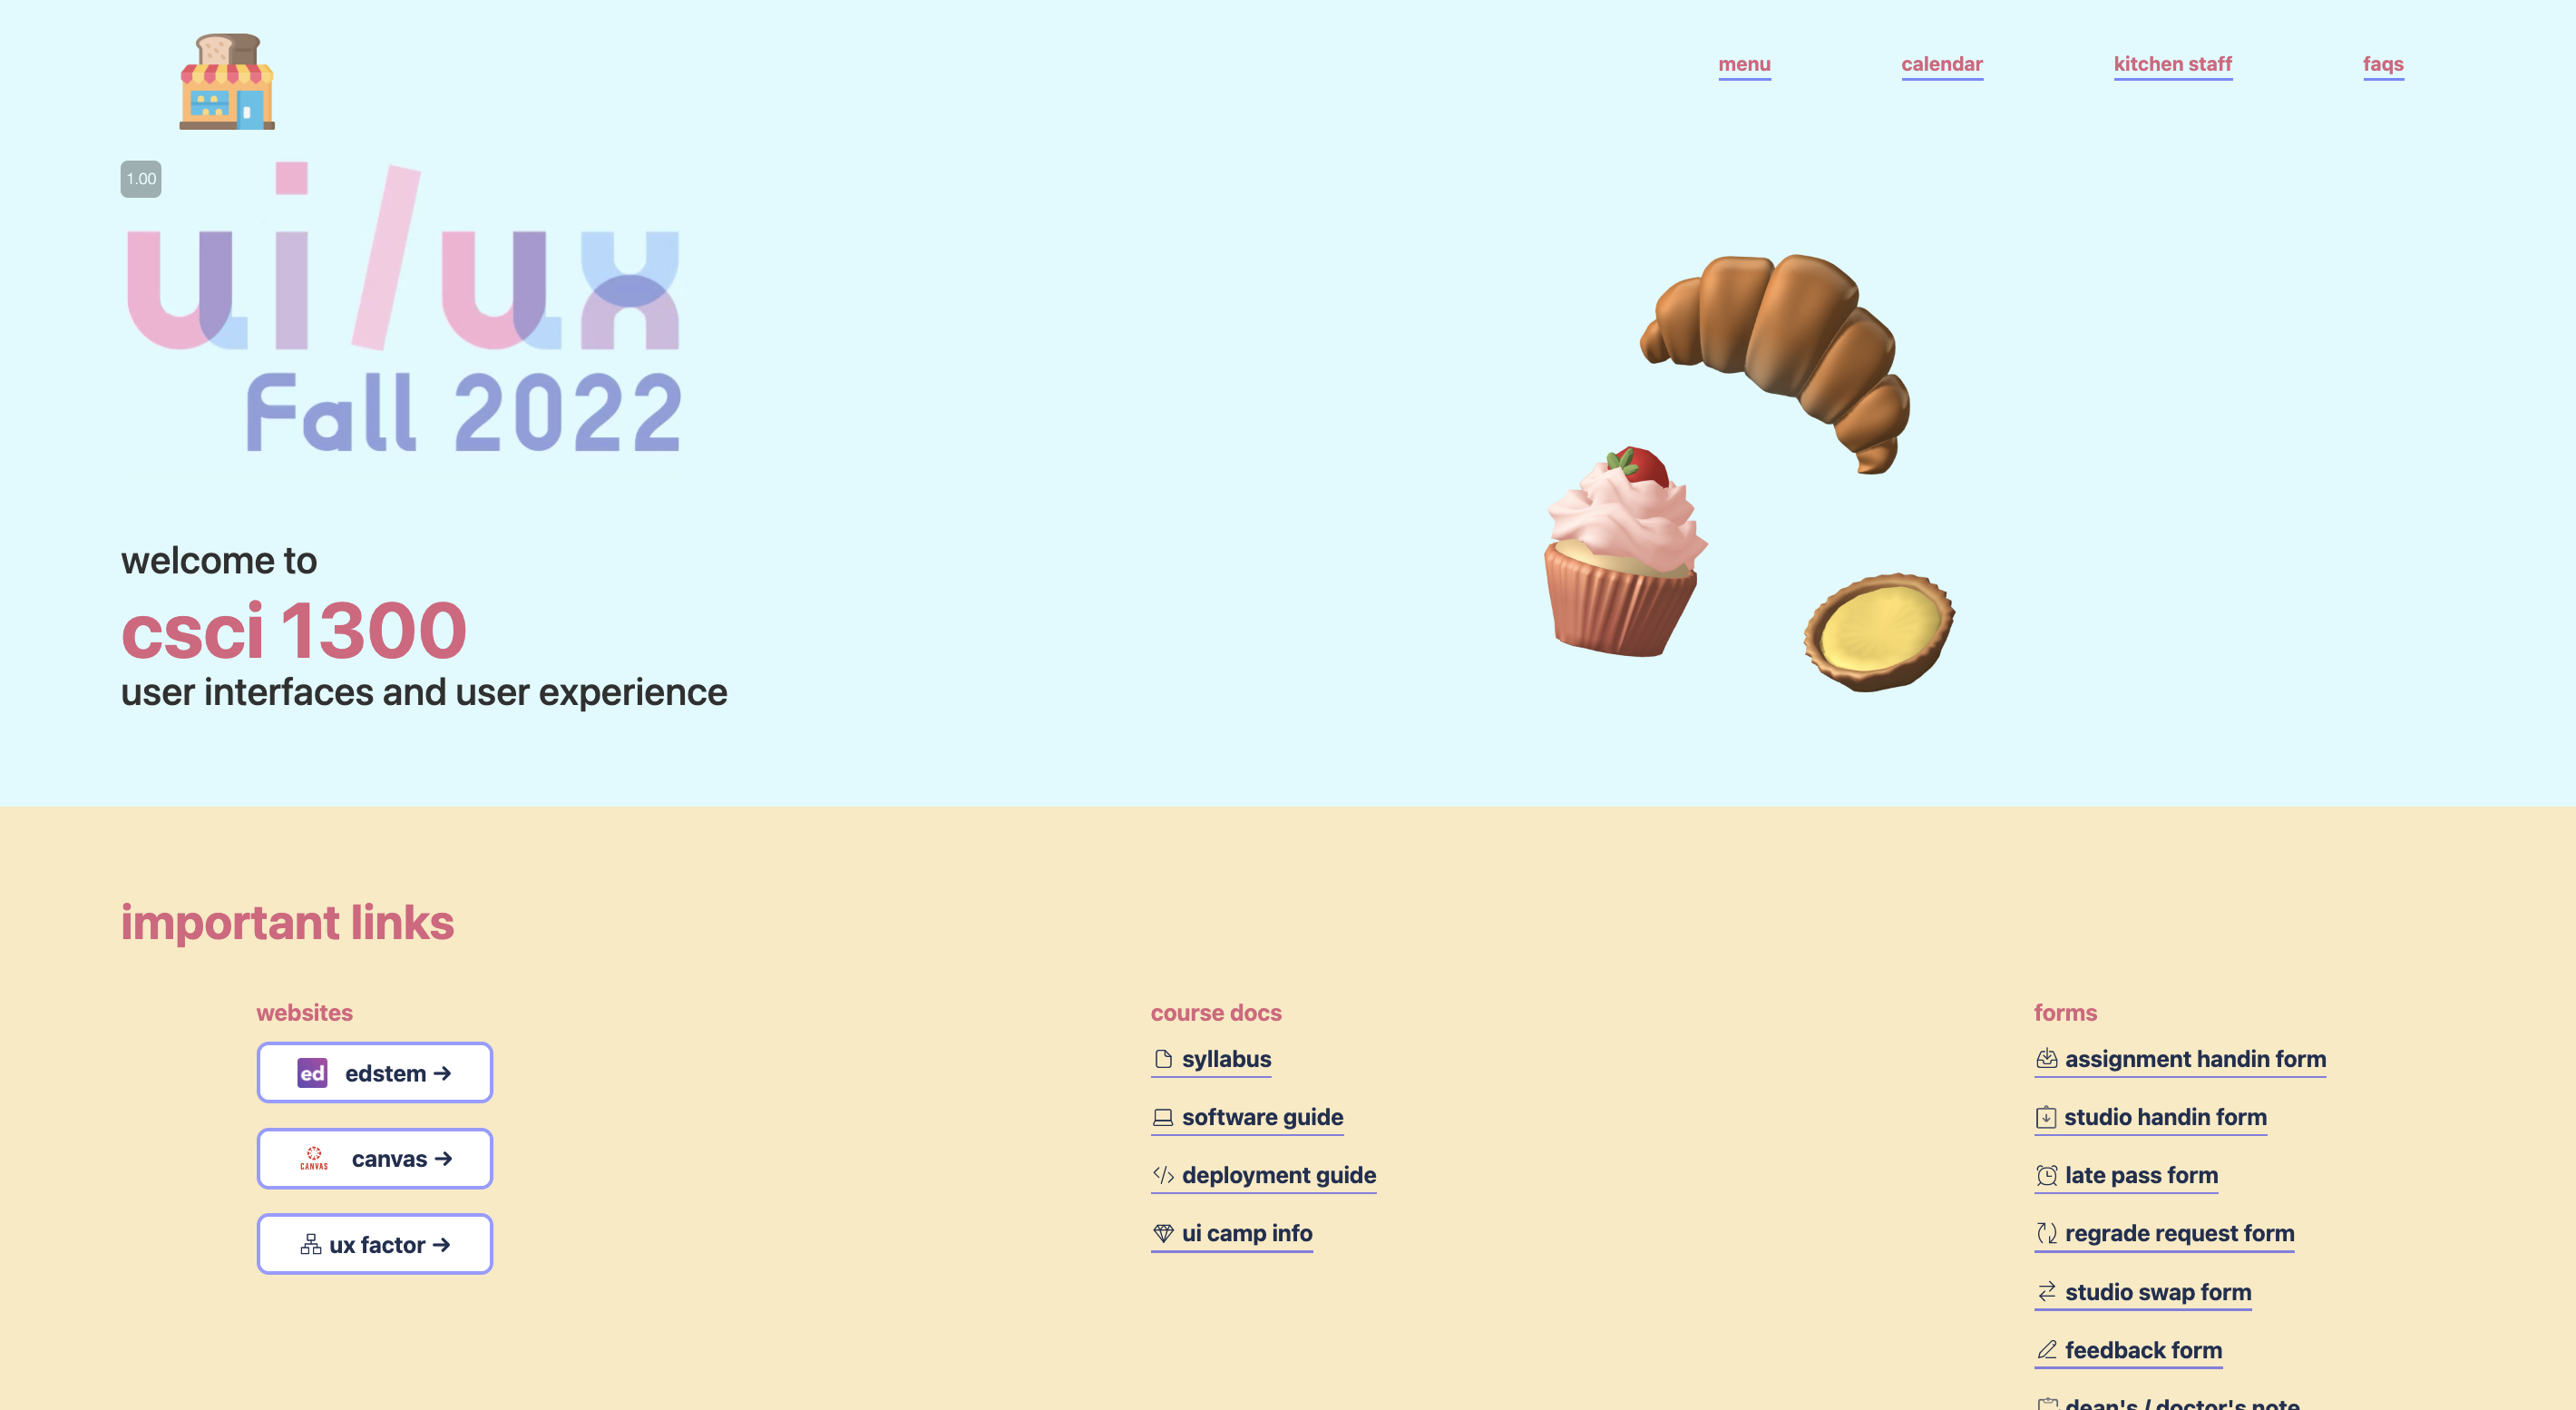 menu calendar kitchen staff faqs
1.00
ui/ux
Fall 2022
welcome to
csci 1300
user interfaces and user experience
important links
websites
ed edstem →
CANVAS canvas →
ux factor →
course docs
syllabus
software guide
</> deployment guide
ui camp info
forms
assignment handin form
studio handin form
late pass form
regrade request form
studio swap form
feedback form
dean's / doctor's note